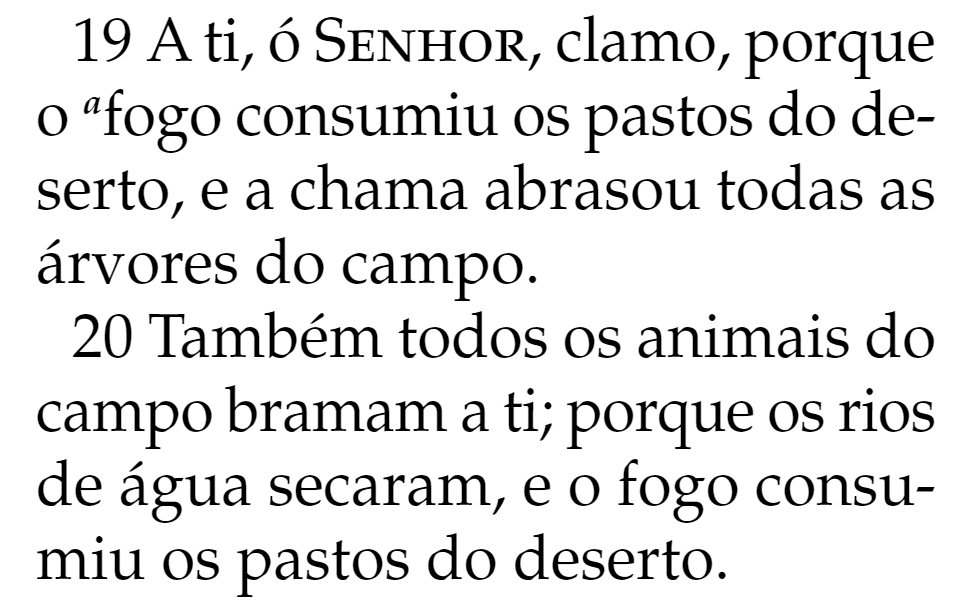 19 A ti, ó SENHOR, clamo, porque
o ᵃfogo consumiu os pastos do de-
serto, e a chama abrasou todas as
árvores do campo.
20 Também todos os animais do
campo bramam a ti; porque os rios
de água secaram, e o fogo consu-
miu os pastos do deserto.